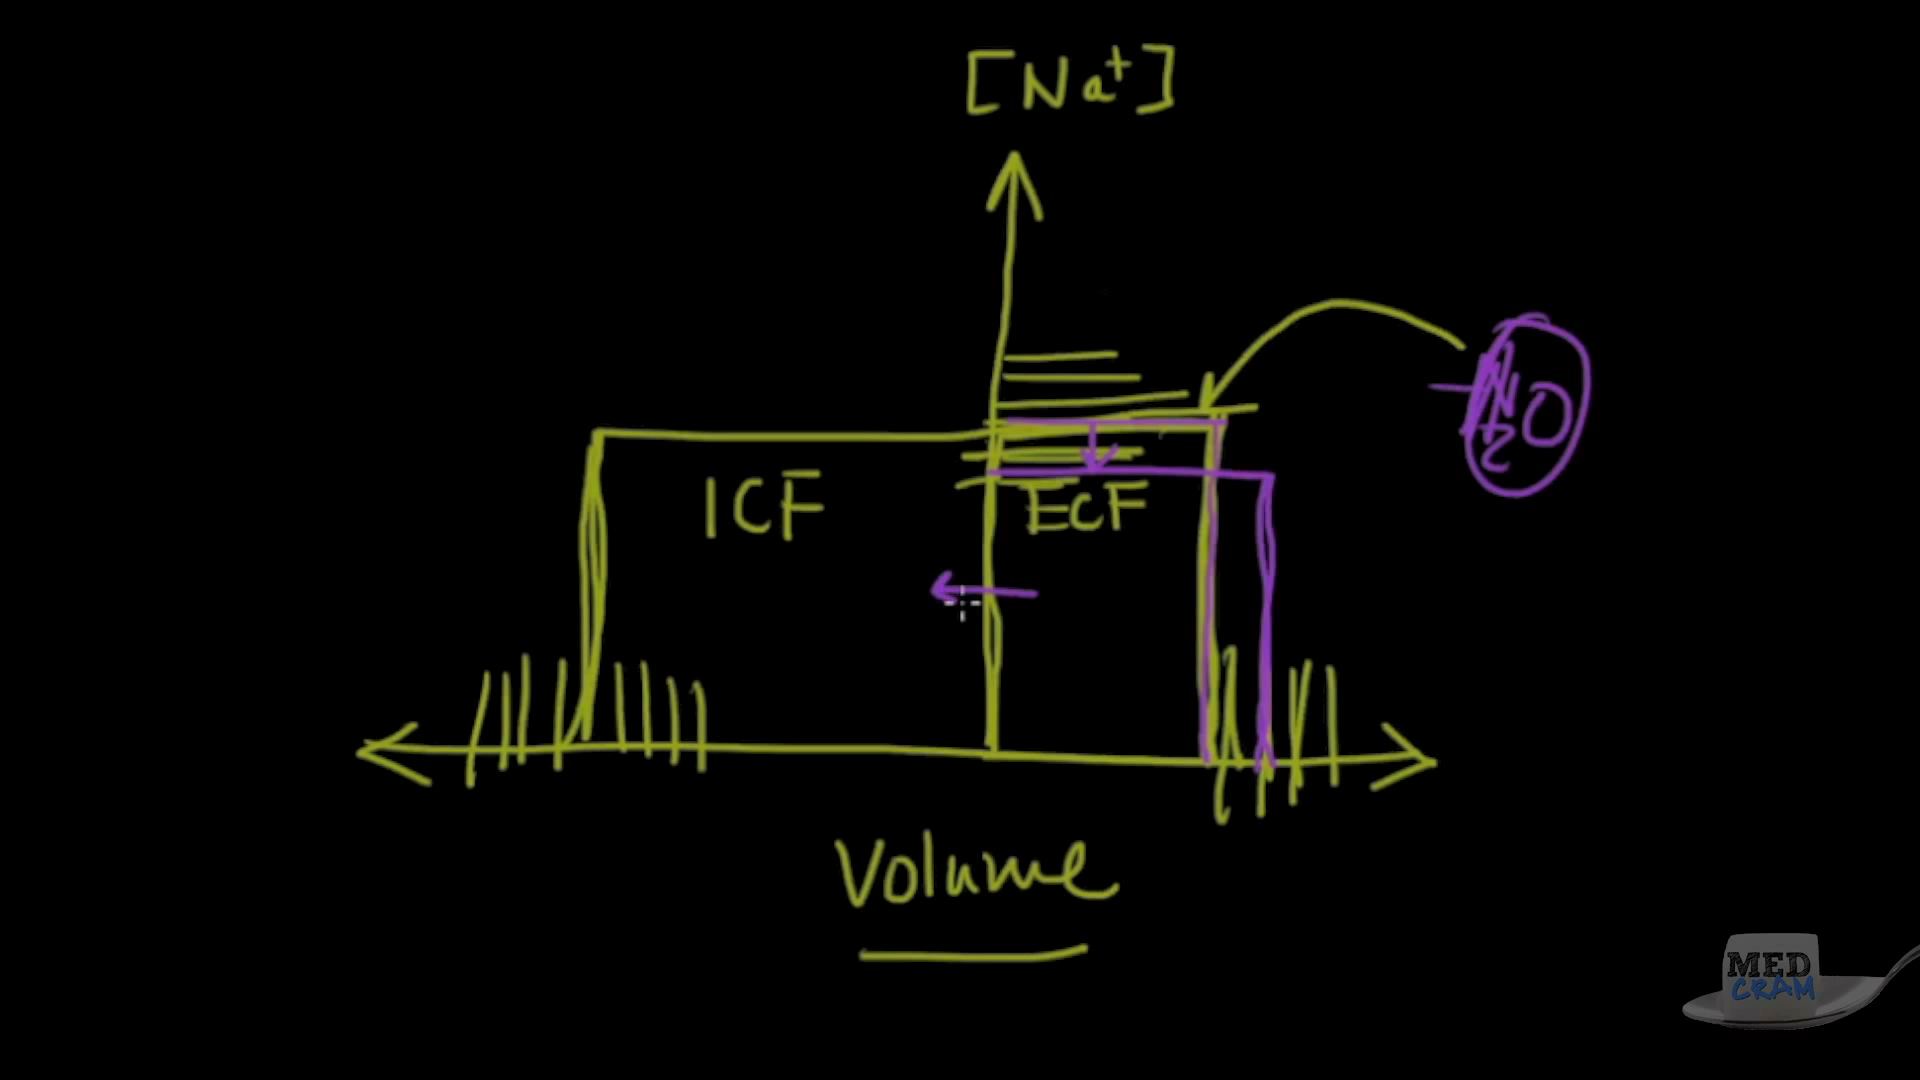 [Na⁺]
H₂O
ICF
ECF
Volume
MED
CRAM